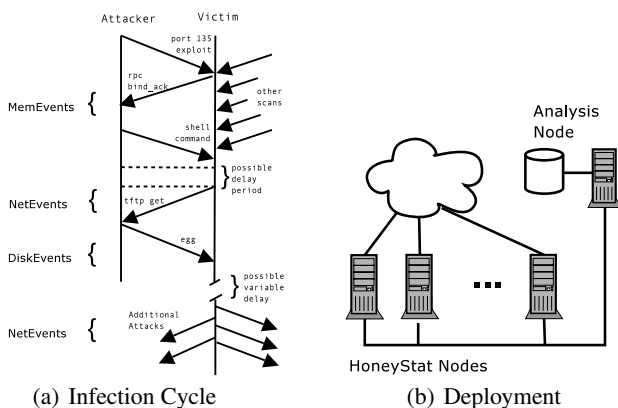 Attacker
Victim
port 135
exploit
rpc
bind_ack
MemEvents {
other
scans
shell
command
} possible
delay
period
NetEvents {
tftp get
DiskEvents {
egg
} possible
variable
delay
NetEvents {
Additional
Attacks
(a) Infection Cycle
Analysis
Node
...
HoneyStat Nodes
(b) Deployment